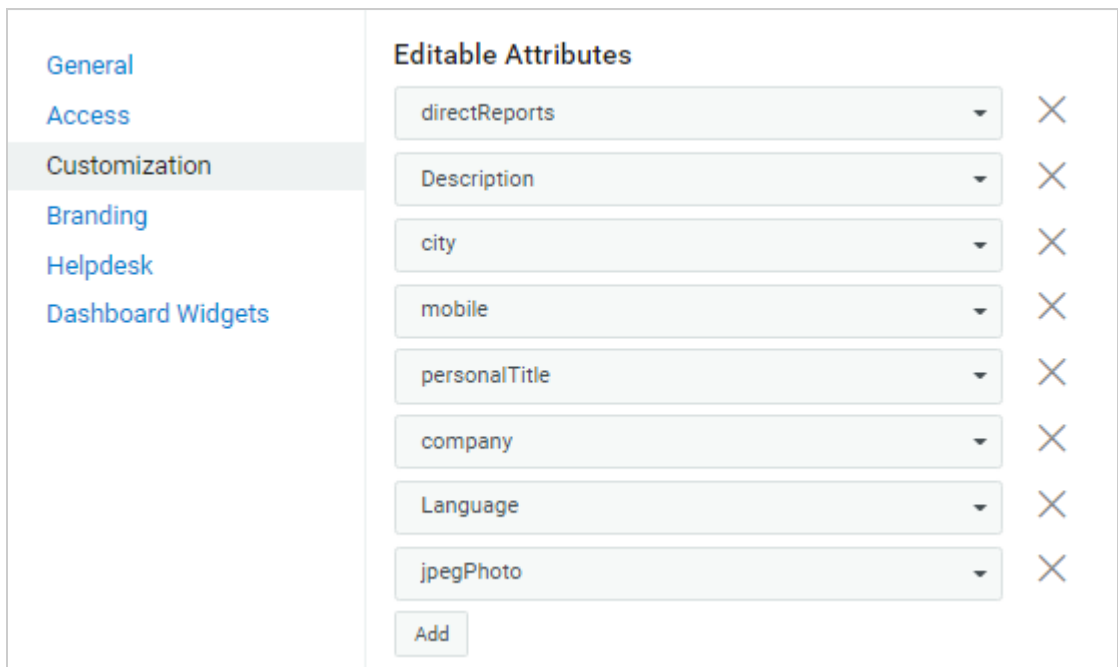 General
Access
Customization
Branding
Helpdesk
Dashboard Widgets
Editable Attributes
directReports
Description
city
mobile
personalTitle
company
Language
jpegPhoto
Add